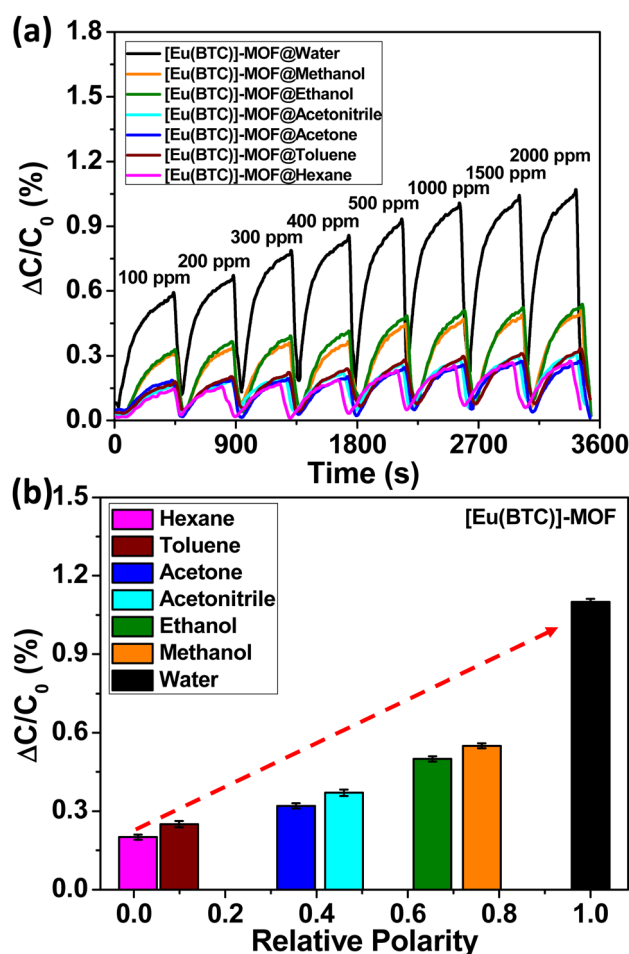 (a)
1.8
1.5
1.2
0.9
0.6
0.3
0.0
ΔC/C0 (%)
[Eu(BTC)]-MOF@Water
[Eu(BTC)]-MOF@Methanol
[Eu(BTC)]-MOF@Ethanol
[Eu(BTC)]-MOF@Acetonitrile
[Eu(BTC)]-MOF@Acetone
[Eu(BTC)]-MOF@Toluene
[Eu(BTC)]-MOF@Hexane
100 ppm
200 ppm
300 ppm
400 ppm
500 ppm
1000 ppm
1500 ppm
2000 ppm
0 900 1800 2700 3600
Time (s)
(b)
1.5
1.2
0.9
0.6
0.3
0.0
ΔC/C0 (%)
Hexane
Toluene
Acetone
Acetonitrile
Ethanol
Methanol
Water
[Eu(BTC)]-MOF
0.0 0.2 0.4 0.6 0.8 1.0
Relative Polarity